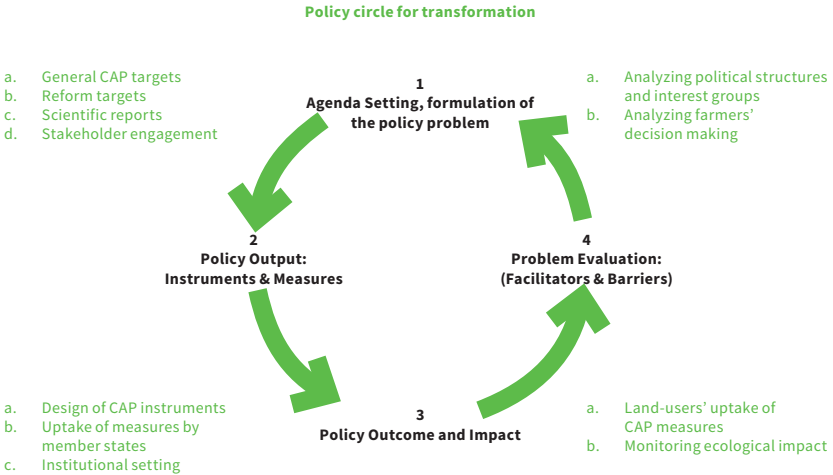 Policy circle for transformation
a. General CAP targets
b. Reform targets
c. Scientific reports
d. Stakeholder engagement
1
Agenda Setting, formulation of
the policy problem
a. Analyzing political structures
and interest groups
b. Analyzing farmers’
decision making
2
Policy Output:
Instruments & Measures
4
Problem Evaluation:
(Facilitators & Barriers)
a. Design of CAP instruments
b. Uptake of measures by
member states
c. Institutional setting
3
Policy Outcome and Impact
a. Land-users’ uptake of
CAP measures
b. Monitoring ecological impact